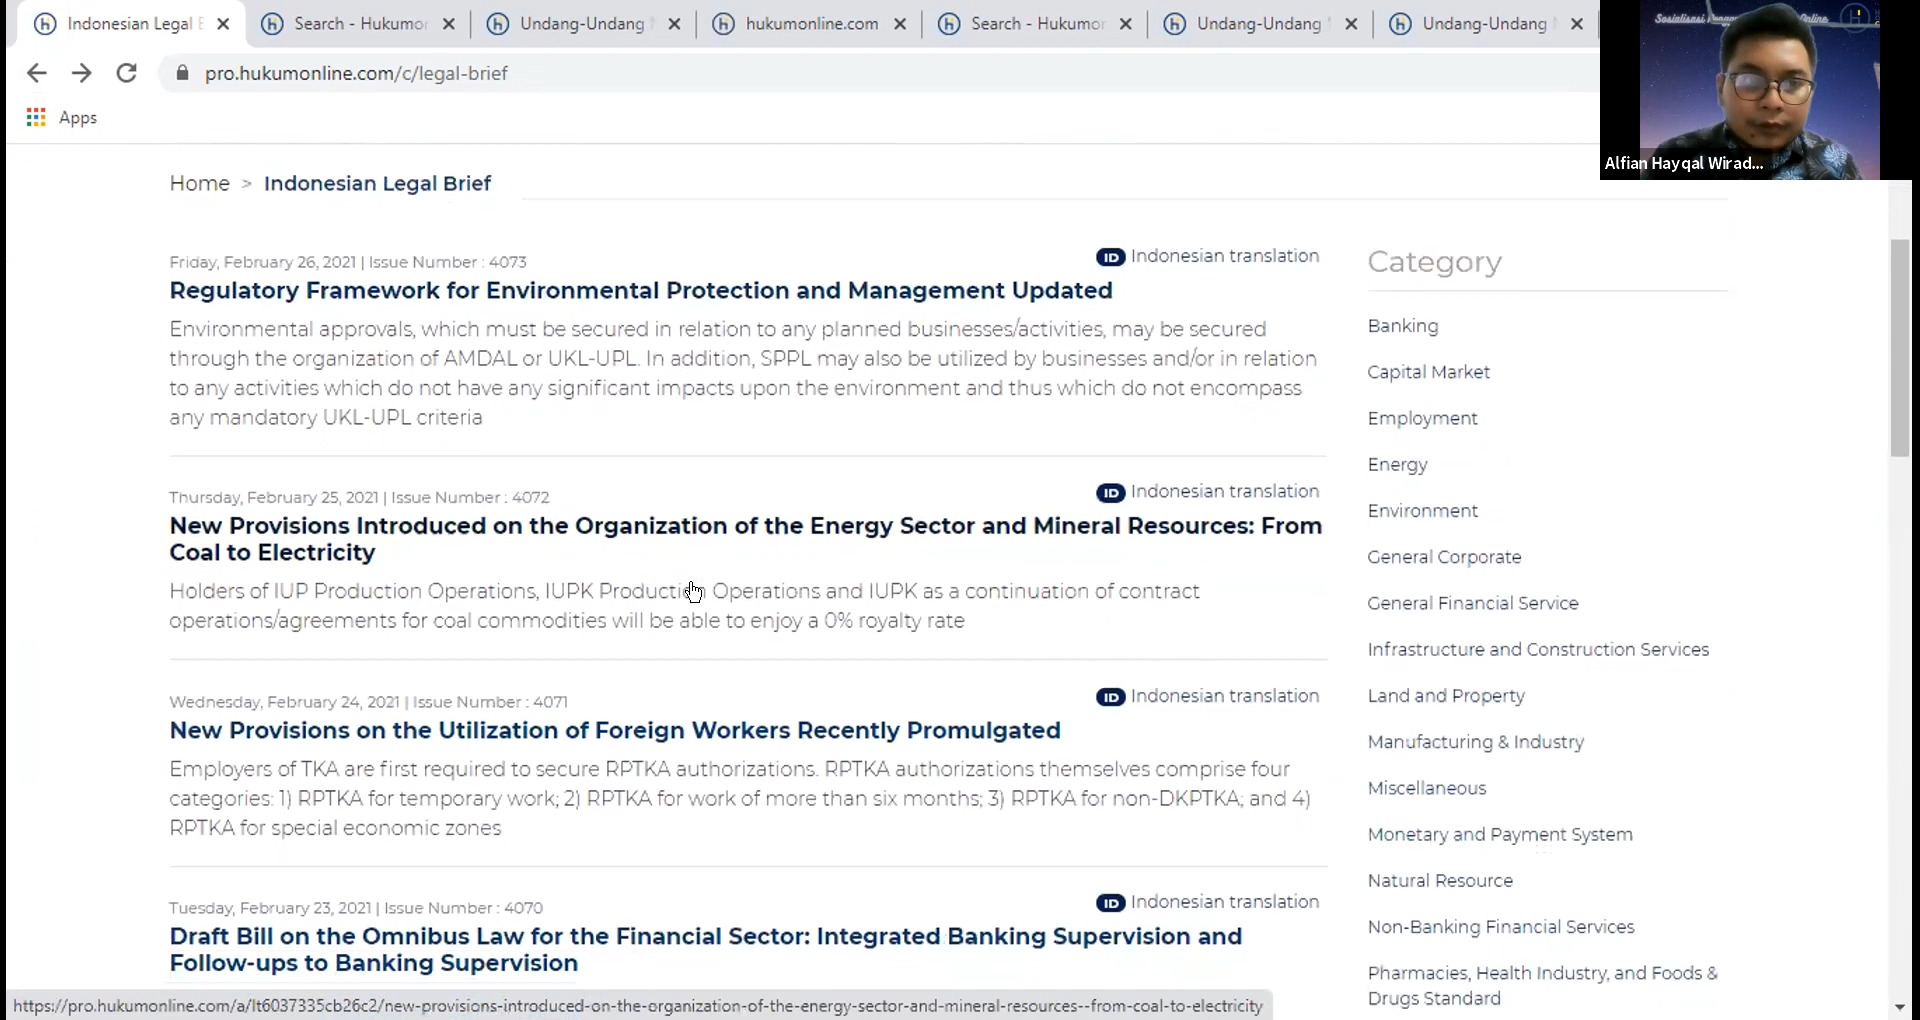 Indonesian Legal
Search - Hukumo
Undang-Undang
hukumonline.com
Search - Hukumor
Undang-Undang
Undang-Undang
pro.hukumonline.com/c/legal-brief
Apps
Sosialisasi
Online
Alfian Hayqal Wirad...
Home > Indonesian Legal Brief
Friday, February 26, 2021 | Issue Number : 4073
ID Indonesian translation
Regulatory Framework for Environmental Protection and Management Updated
Environmental approvals, which must be secured in relation to any planned businesses/activities, may be secured
through the organization of AMDAL or UKL-UPL. In addition, SPPL may also be utilized by businesses and/or in relation
to any activities which do not have any significant impacts upon the environment and thus which do not encompass
any mandatory UKL-UPL criteria
Thursday, February 25, 2021 | Issue Number : 4072
ID Indonesian translation
New Provisions Introduced on the Organization of the Energy Sector and Mineral Resources: From
Coal to Electricity
Holders of IUP Production Operations, IUPK Production Operations and IUPK as a continuation of contract
operations/agreements for coal commodities will be able to enjoy a 0% royalty rate
Wednesday, February 24, 2021 | Issue Number : 4071
ID Indonesian translation
New Provisions on the Utilization of Foreign Workers Recently Promulgated
Employers of TKA are first required to secure RPTKA authorizations. RPTKA authorizations themselves comprise four
categories: 1) RPTKA for temporary work; 2) RPTKA for work of more than six months; 3) RPTKA for non-DKPTKA; and 4)
RPTKA for special economic zones
Tuesday, February 23, 2021 | Issue Number : 4070
ID Indonesian translation
Draft Bill on the Omnibus Law for the Financial Sector: Integrated Banking Supervision and
Follow-ups to Banking Supervision
Category
Banking
Capital Market
Employment
Energy
Environment
General Corporate
General Financial Service
Infrastructure and Construction Services
Land and Property
Manufacturing & Industry
Miscellaneous
Monetary and Payment System
Natural Resource
Non-Banking Financial Services
Pharmacies, Health Industry, and Foods &
Drugs Standard
https://pro.hukumonline.com/a/lt6037335cb26c2/new-provisions-introduced-on-the-organization-of-the-energy-sector-and-mineral-resources--from-coal-to-electricity